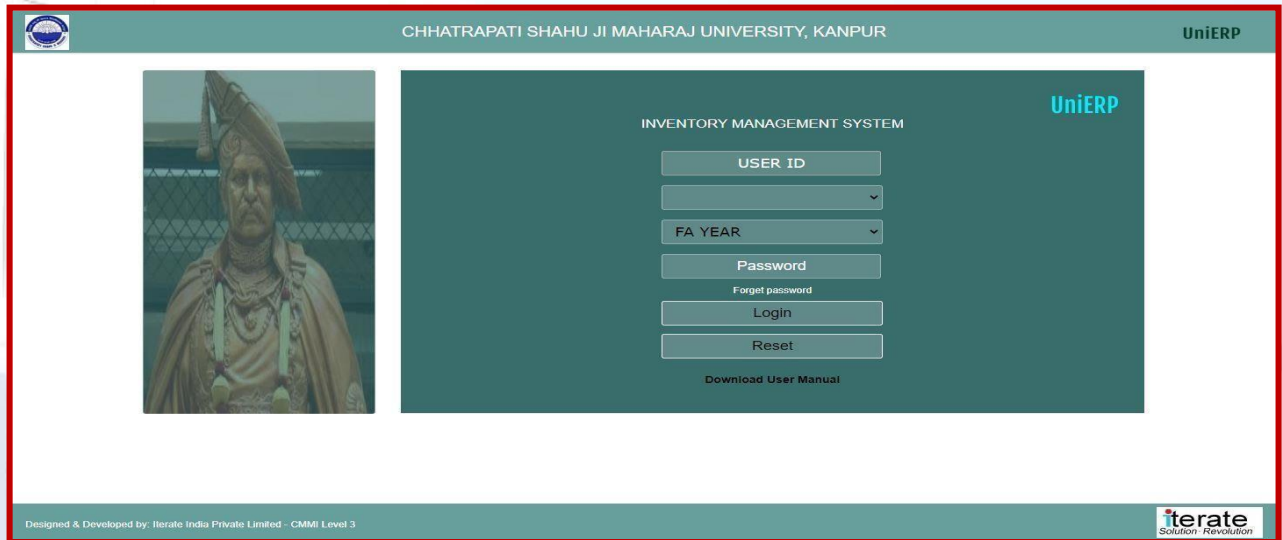 CHHATRAPATI SHAHU JI MAHARAJ UNIVERSITY, KANPUR
UniERP
UniERP
INVENTORY MANAGEMENT SYSTEM
USER ID
FA YEAR
Password
Forget password
Login
Reset
Download User Manual
Designed & Developed by: Iterate India Private Limited - CMMI Level 3
iterate
Solution - Revolution